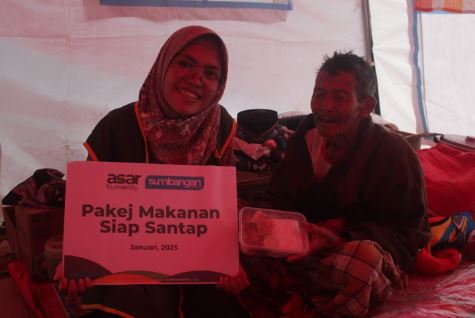 asar humanity
sumbangan
Pakej Makanan
Siap Santap
Januari, 2023